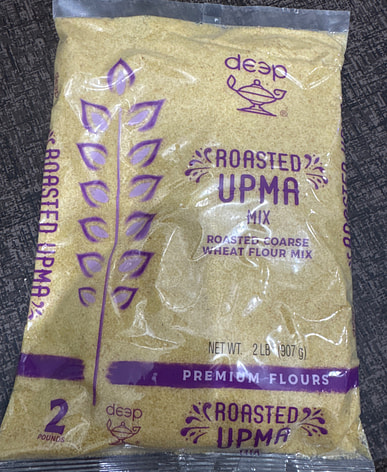 deep
®
ROASTED
UPMA
MIX
ROASTED COARSE
WHEAT FLOUR MIX
NET WT. 2 LB (907 g)
PREMIUM FLOURS
2
POUNDS
deep
ROASTED
UPMA
ROASTED UPMA